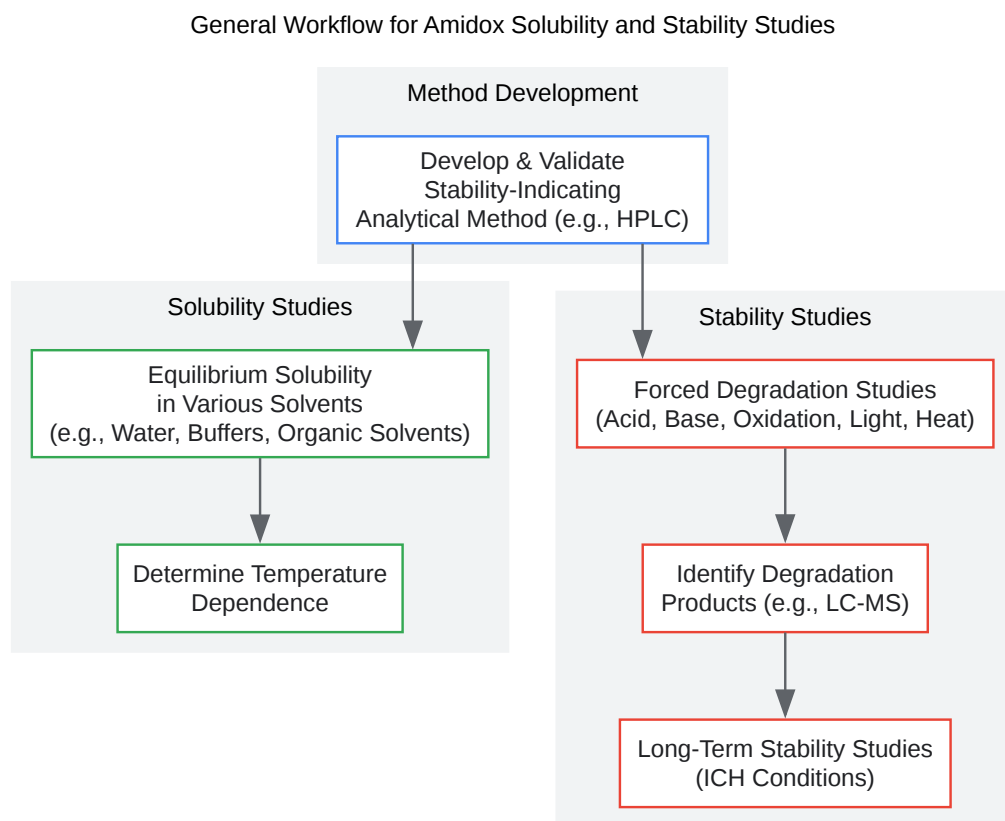 General Workflow for Amidox Solubility and Stability Studies
Method Development
Develop & Validate
Stability-Indicating
Analytical Method (e.g., HPLC)
Solubility Studies
Equilibrium Solubility
in Various Solvents
(e.g., Water, Buffers, Organic Solvents)
Determine Temperature
Dependence
Stability Studies
Forced Degradation Studies
(Acid, Base, Oxidation, Light, Heat)
Identify Degradation
Products (e.g., LC-MS)
Long-Term Stability Studies
(ICH Conditions)